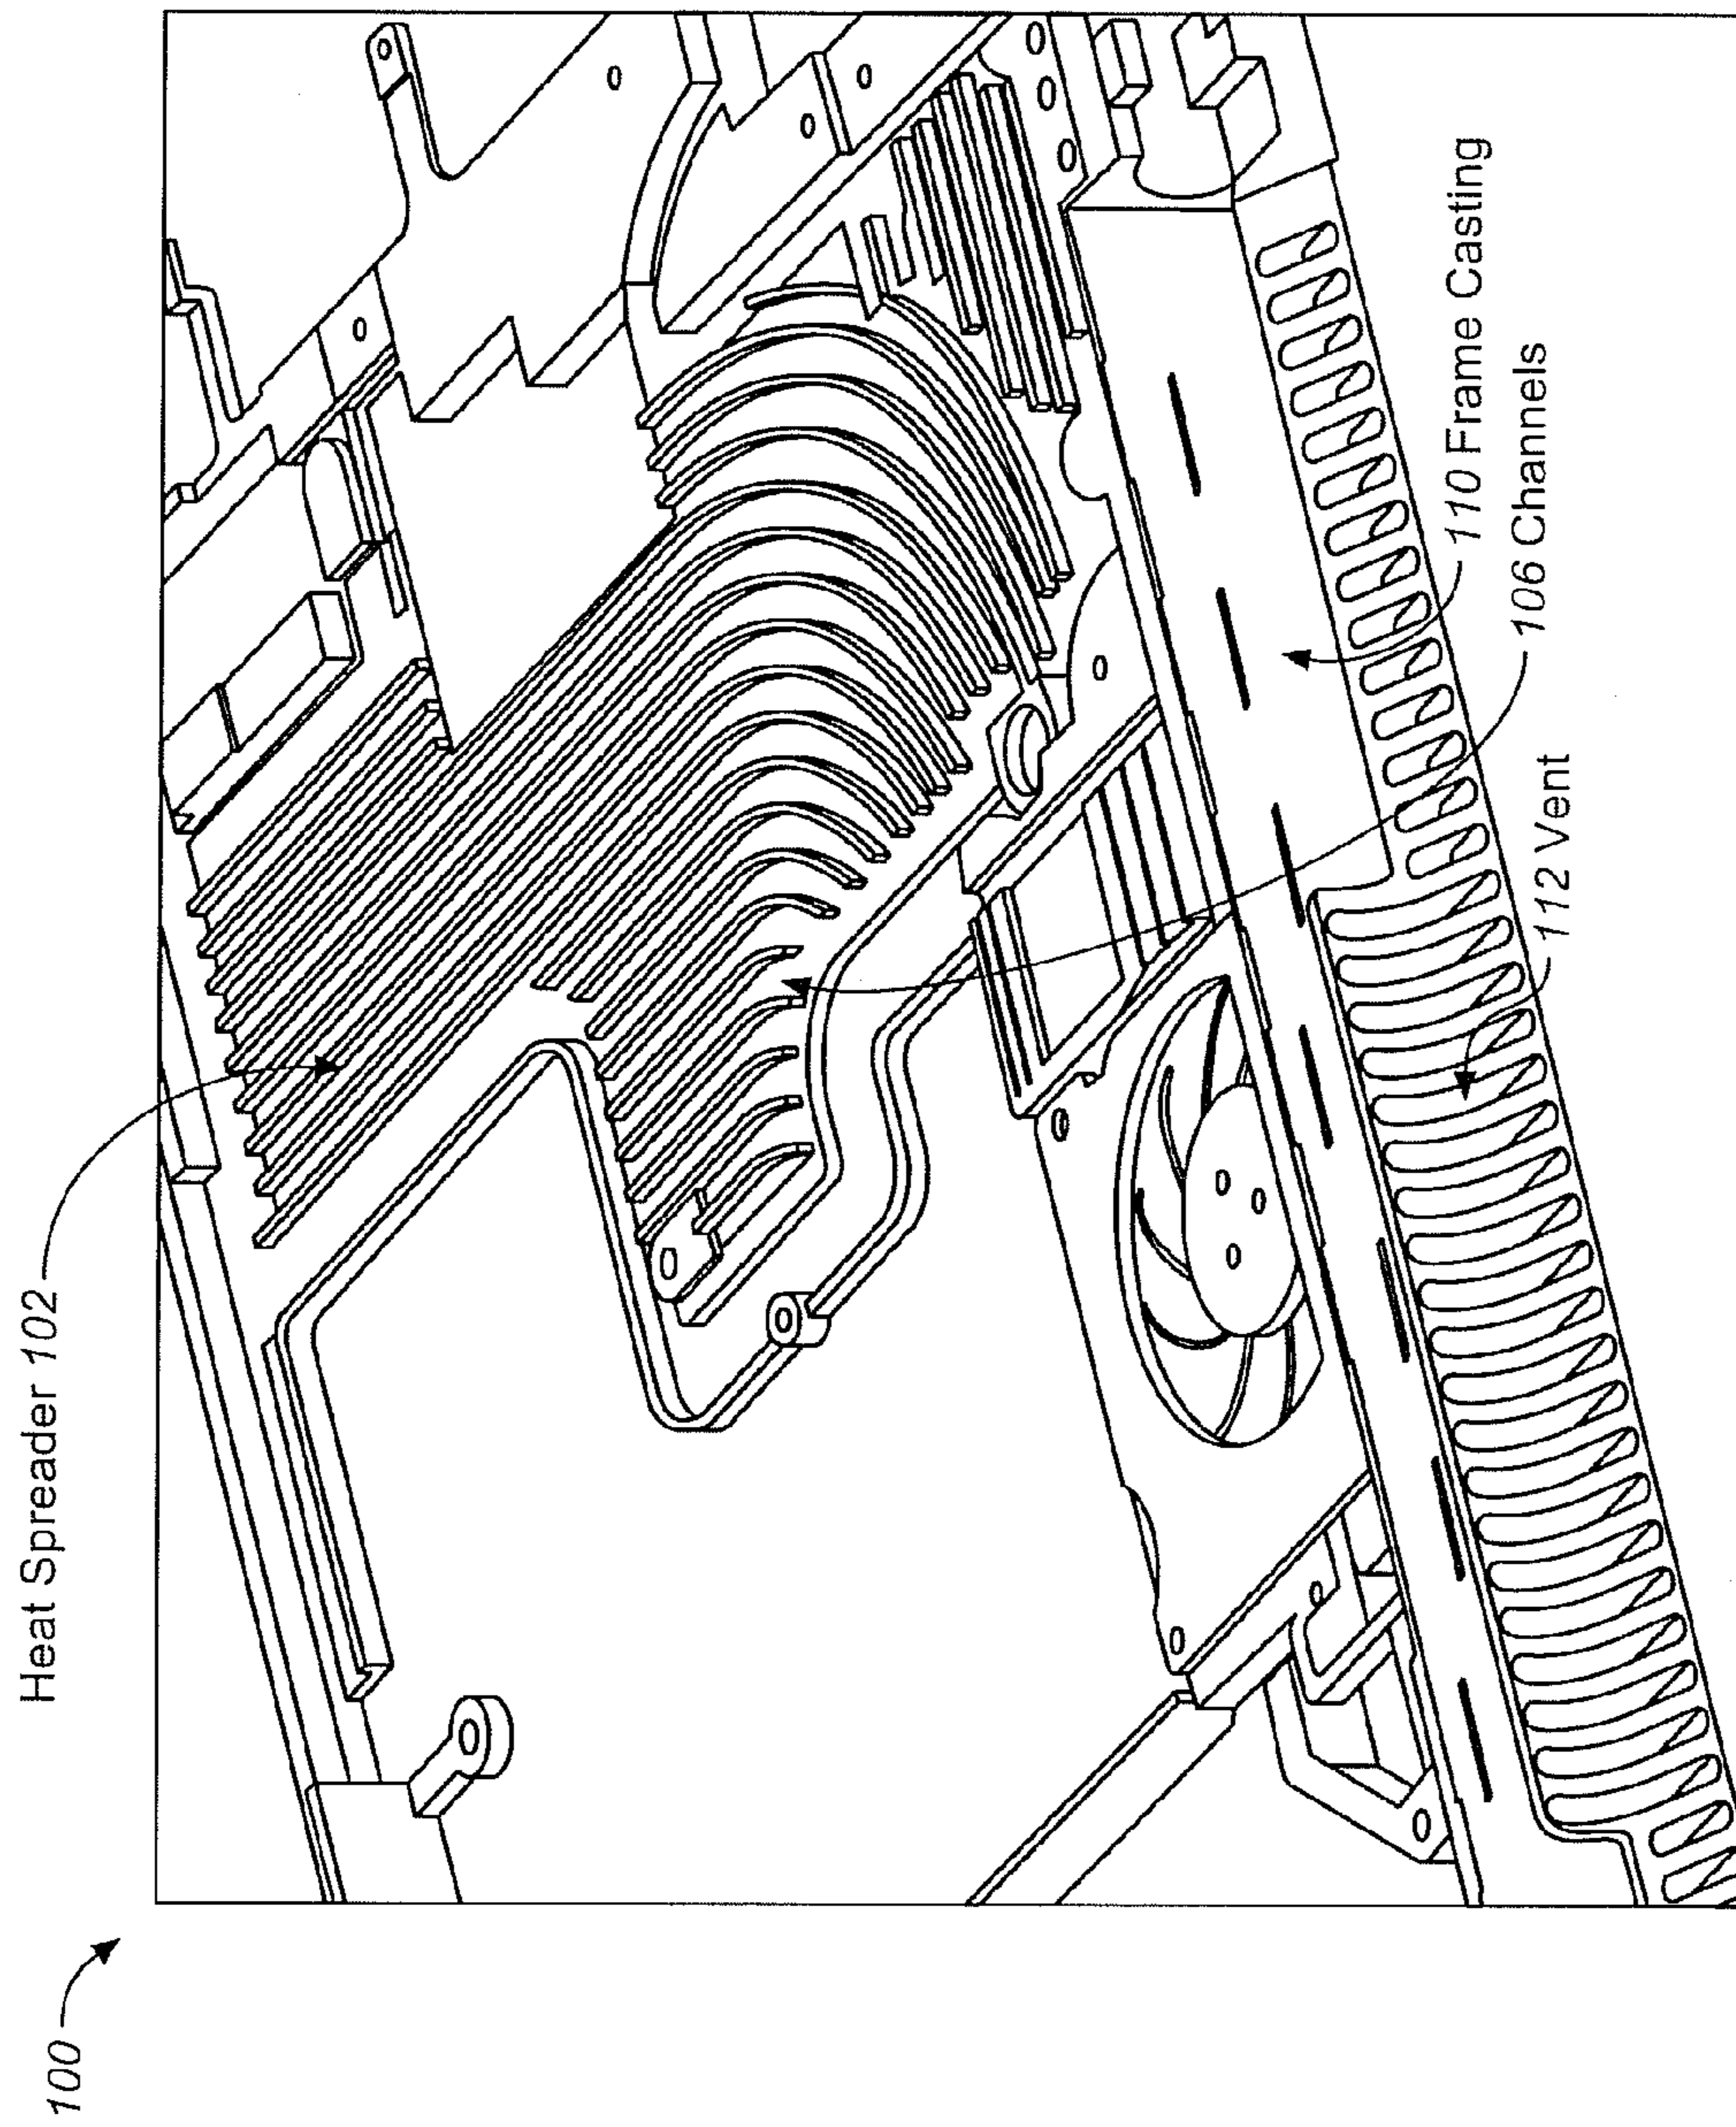 100
Heat Spreader 102
110 Frame Casting
106 Channels
112 Vent